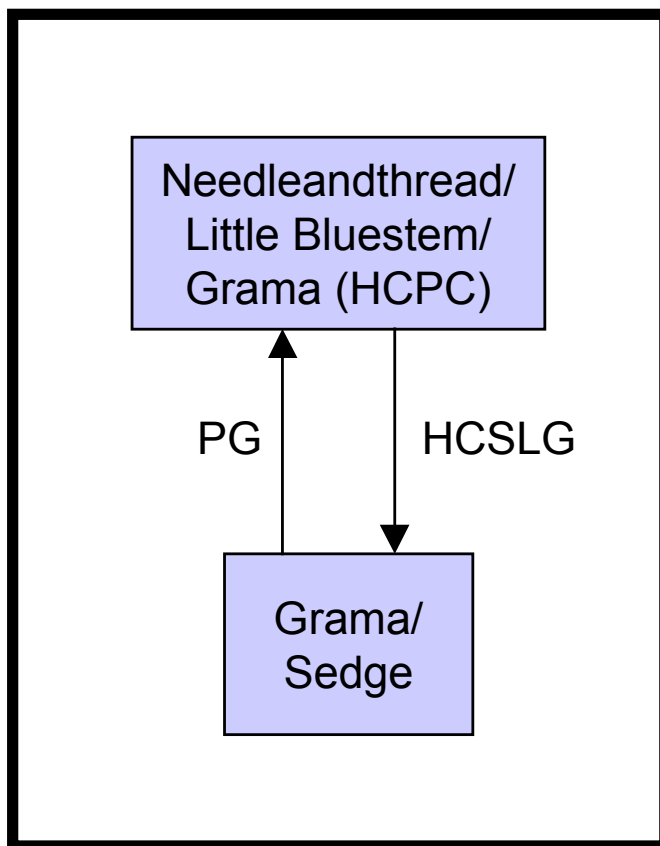 Needleandthread/
Little Bluestem/
Grama (HCPC)
PG
HCSLG
Grama/
Sedge